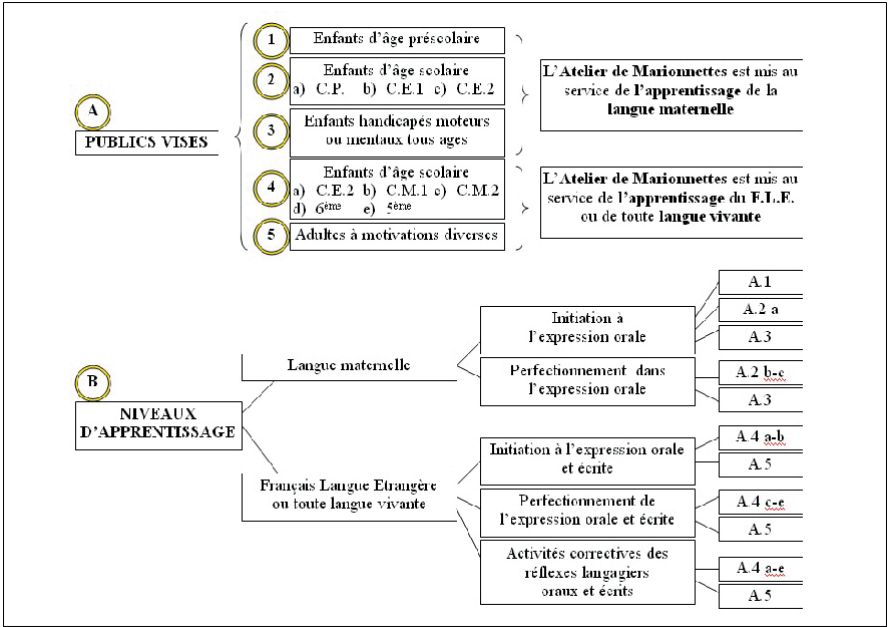 A
PUBLICS VISES
1
Enfants d'âge préscolaire
2
Enfants d'âge scolaire
a) C.P. b) C.E.1 c) C.E.2
3
Enfants handicapés moteurs
ou mentaux tous ages
L'Atelier de Marionnettes est mis au
service de l'apprentissage de la
langue maternelle
4
Enfants d'âge scolaire
a) C.E.2 b) C.M.1 c) C.M.2
d) 6ème e) 5ème
5
Adultes à motivations diverses
L'Atelier de Marionnettes est mis au
service de l'apprentissage du F.L.E.
ou de toute langue vivante
B
NIVEAUX
D'APPRENTISSAGE
Langue maternelle
Initiation à
l'expression orale
A.1
A.2 a
A.3
Perfectionnement dans
l'expression orale
A.2 b-c
A.3
Français Langue Etrangère
ou toute langue vivante
Initiation à l'expression orale
et écrite
A.4 a-b
A.5
Perfectionnement de
l'expression orale et écrite
A.4 c-e
A.5
Activités correctives des
réflexes langagiers
oraux et écrits
A.4 a-e
A.5